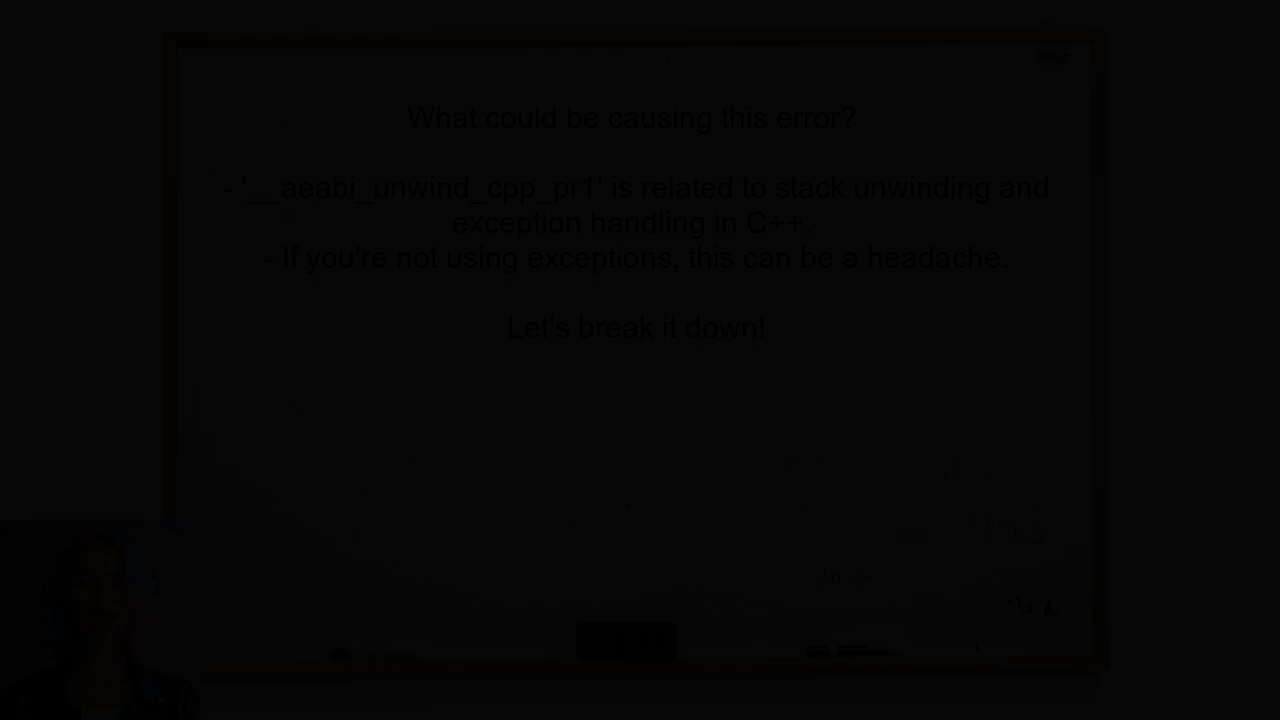 What could be causing this error?
- '__aeabi_unwind_cpp_pr1' is related to stack unwinding and
exception handling in C++.
- If you're not using exceptions, this can be a headache.
Let's break it down!